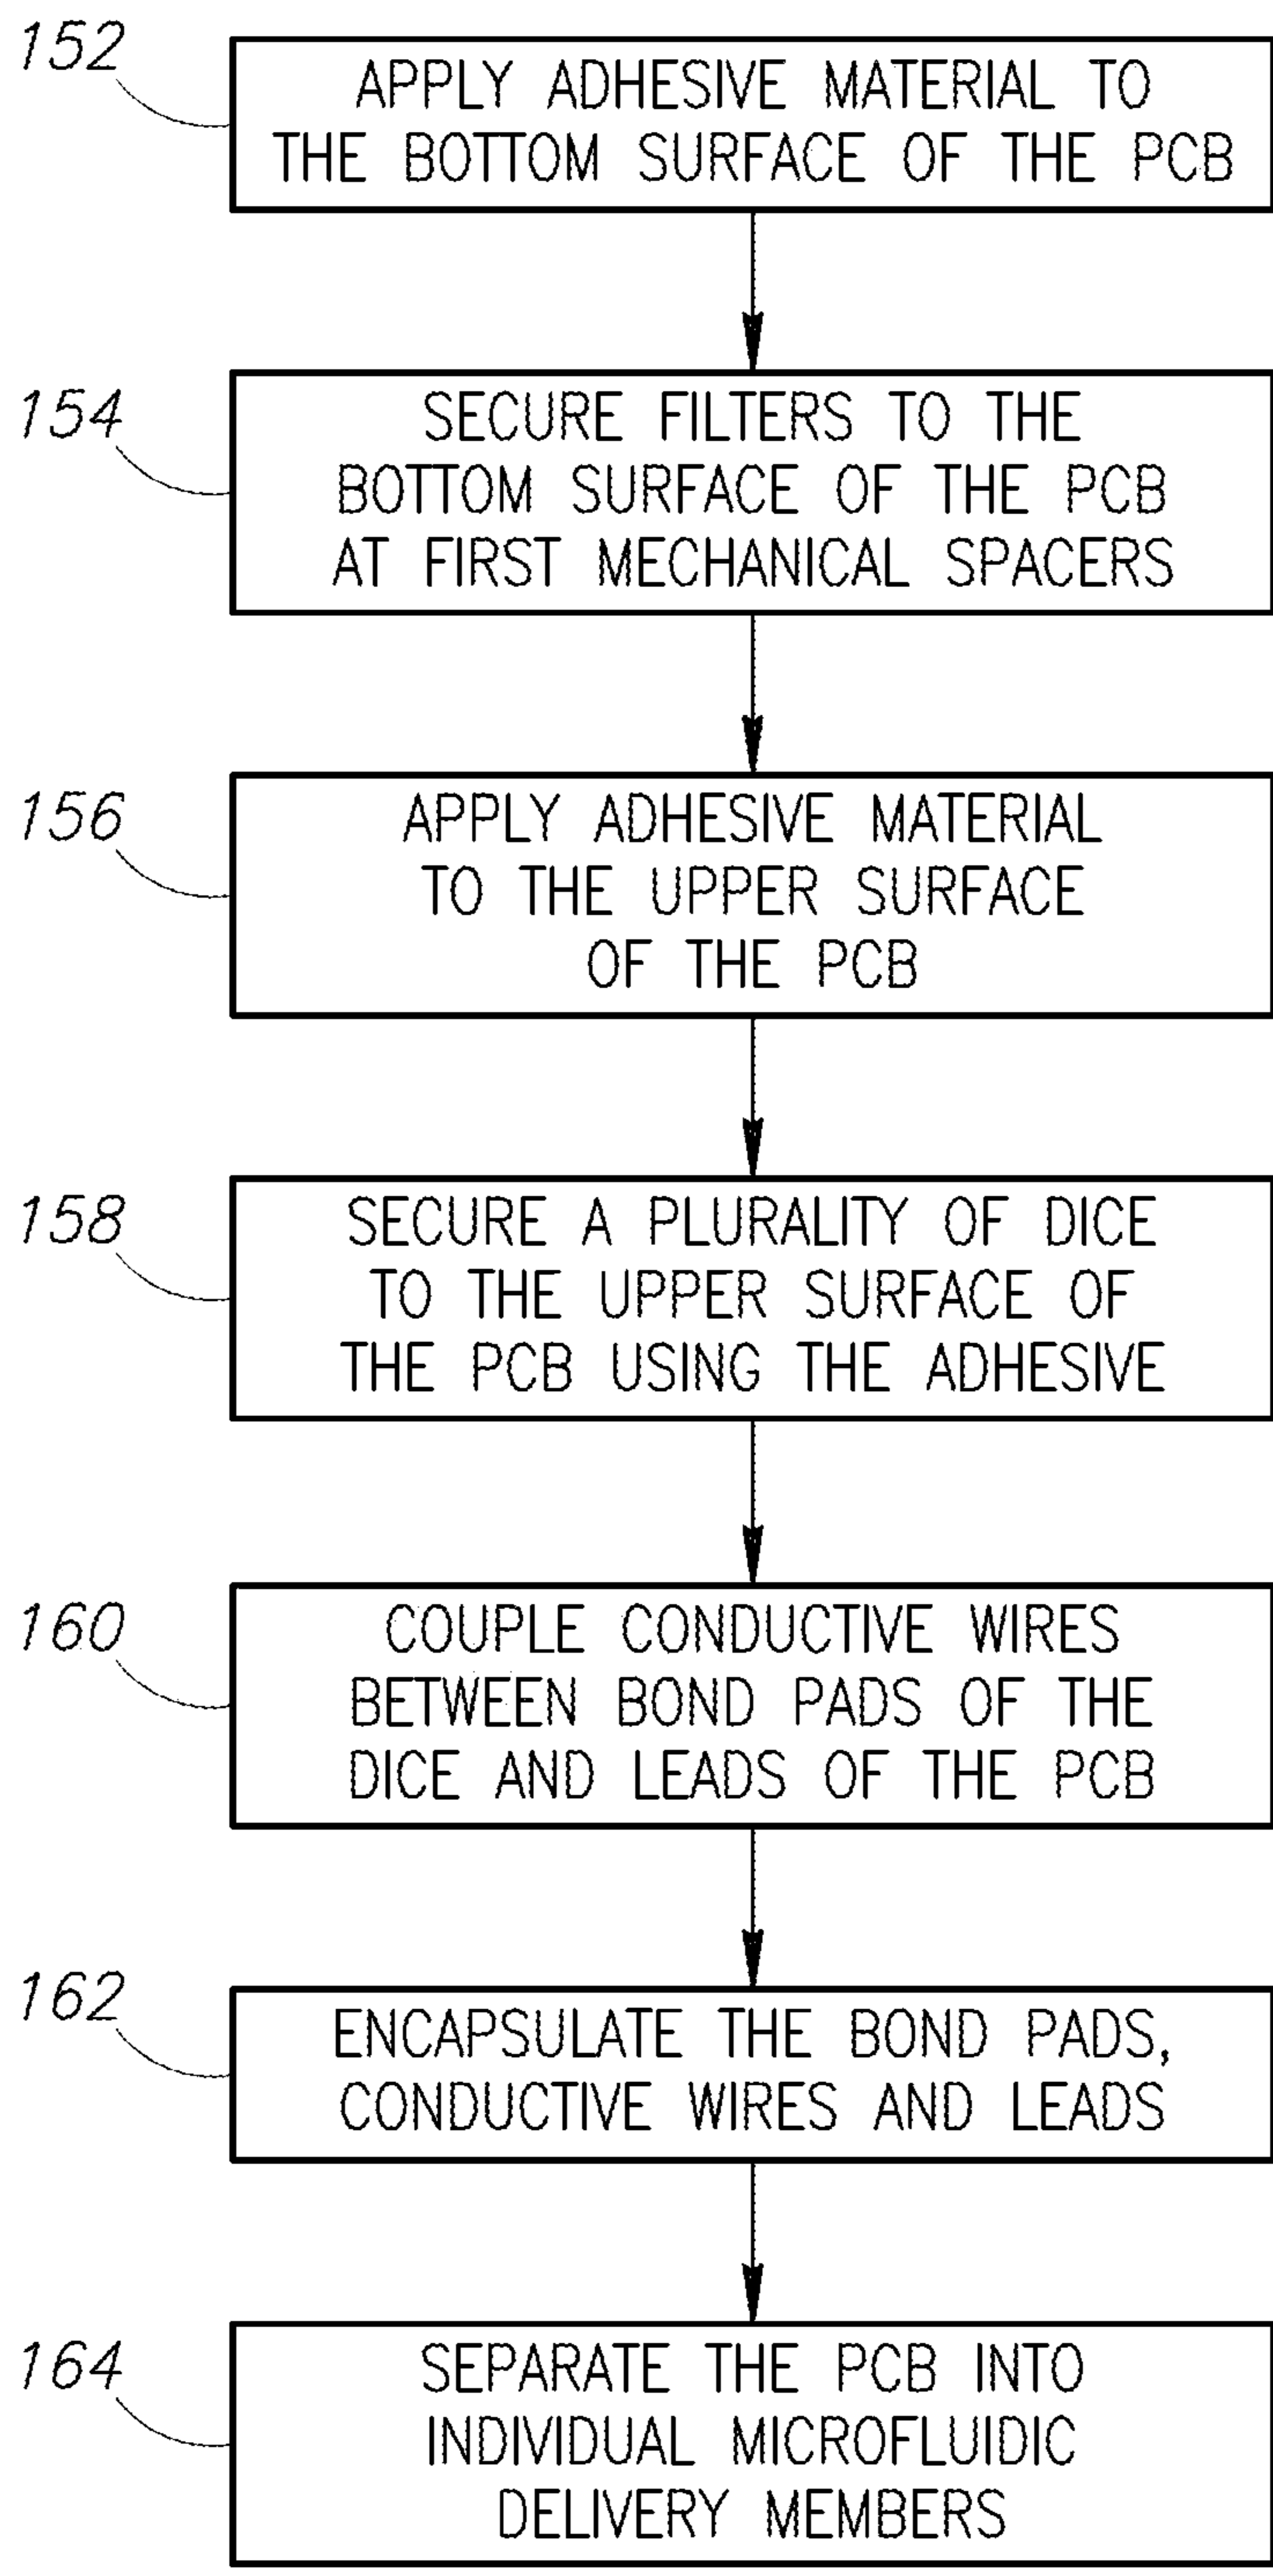 152
APPLY ADHESIVE MATERIAL TO
THE BOTTOM SURFACE OF THE PCB
154
SECURE FILTERS TO THE
BOTTOM SURFACE OF THE PCB
AT FIRST MECHANICAL SPACERS
156
APPLY ADHESIVE MATERIAL
TO THE UPPER SURFACE
OF THE PCB
158
SECURE A PLURALITY OF DICE
TO THE UPPER SURFACE OF
THE PCB USING THE ADHESIVE
160
COUPLE CONDUCTIVE WIRES
BETWEEN BOND PADS OF THE
DICE AND LEADS OF THE PCB
162
ENCAPSULATE THE BOND PADS,
CONDUCTIVE WIRES AND LEADS
164
SEPARATE THE PCB INTO
INDIVIDUAL MICROFLUIDIC
DELIVERY MEMBERS